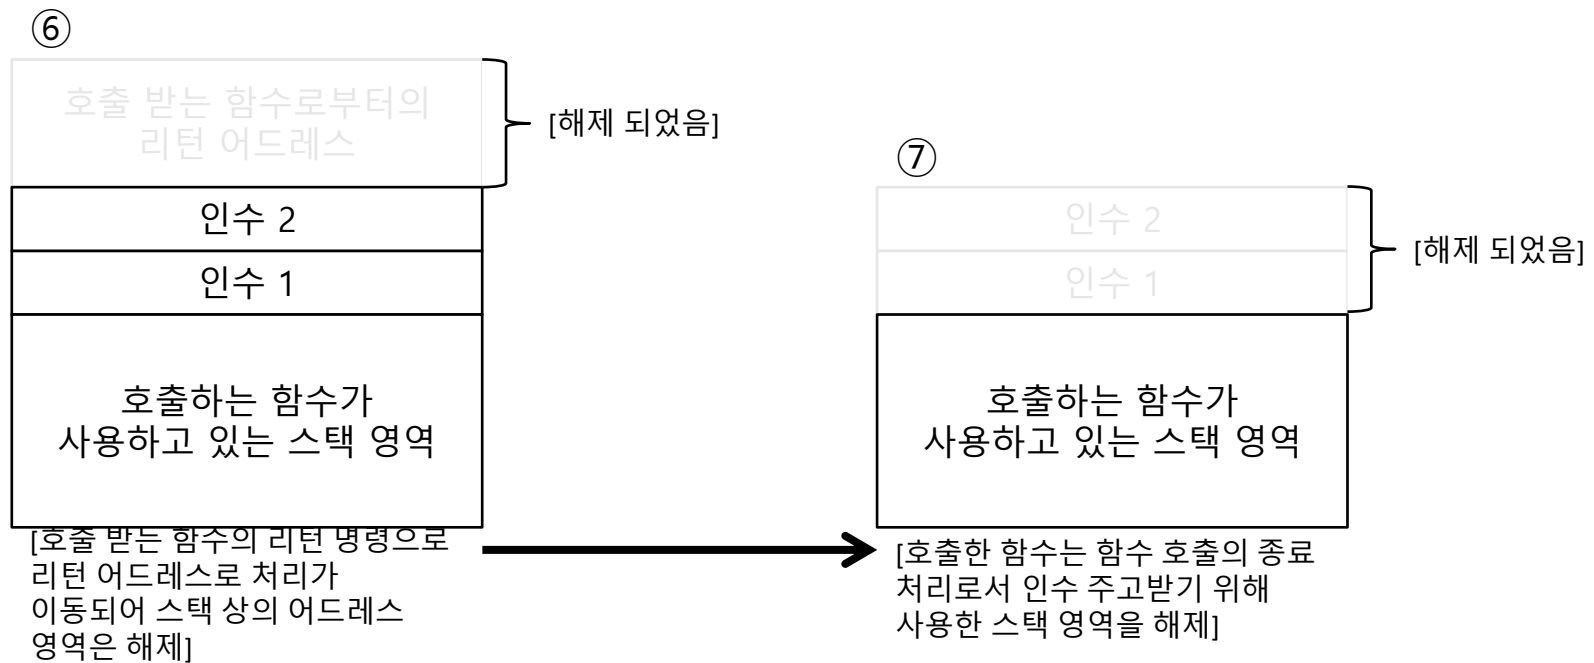 ⑥
호출 받는 함수로부터의
리턴 어드레스
[해제 되었음]
인수 2
인수 1
호출하는 함수가
사용하고 있는 스택 영역
[호출 받는 함수의 리턴 명령으로
리턴 어드레스로 처리가
이동되어 스택 상의 어드레스
영역은 해제]
⑦
인수 2
인수 1
[해제 되었음]
호출하는 함수가
사용하고 있는 스택 영역
[호출한 함수는 함수 호출의 종료
처리로서 인수 주고받기 위해
사용한 스택 영역을 해제]